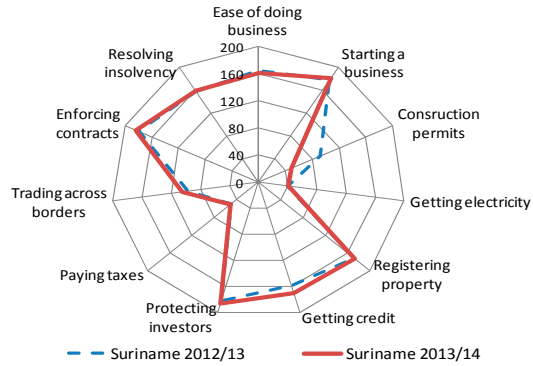 Ease of doing
business
Starting a
business
Consruction
permits
Getting electricity
Registering
property
Getting credit
Protecting
investors
Paying taxes
Trading across
borders
Enforcing
contracts
Resolving
insolvency
200
160
120
80
40
0
Suriname 2012/13
Suriname 2013/14